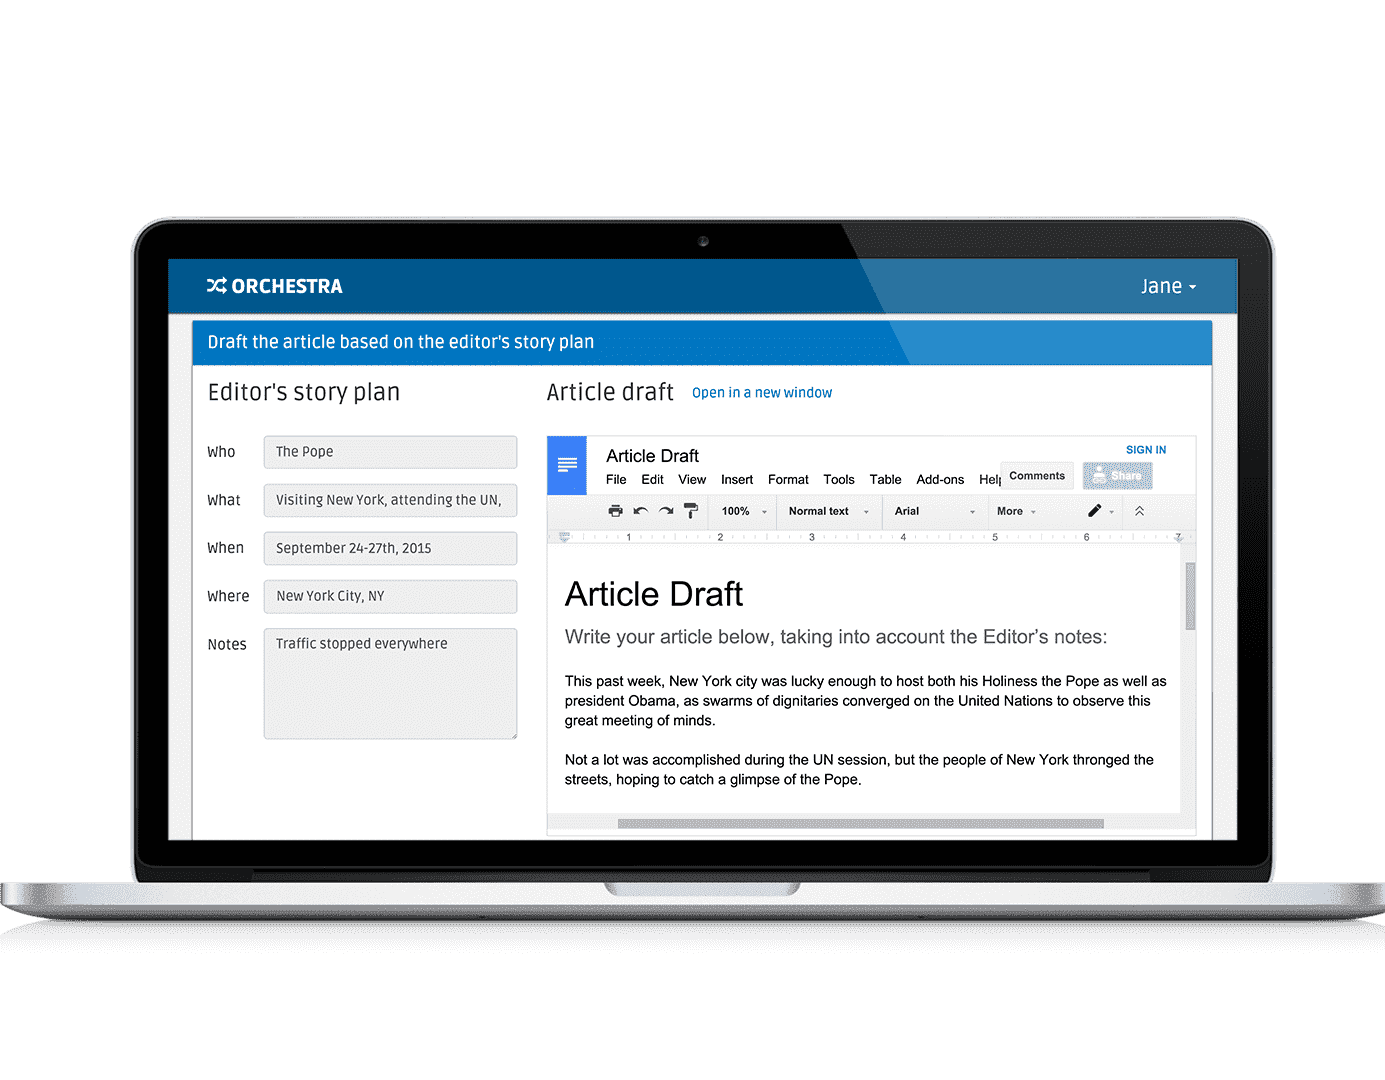 ORCHESTRA
Jane
Draft the article based on the editor's story plan
Editor's story plan
Article draft Open in a new window
Who The Pope
What Visiting New York, attending the UN,
When September 24-27th, 2015
Where New York City, NY
Notes Traffic stopped everywhere
Article Draft
SIGN IN
File Edit View Insert Format Tools Table Add-ons Help
Comments Share
100% Normal text Arial More
1 2 3 4 5 6 7
Article Draft
Write your article below, taking into account the Editor’s notes:
This past week, New York city was lucky enough to host both his Holiness the Pope as well as
president Obama, as swarms of dignitaries converged on the United Nations to observe this
great meeting of minds.
Not a lot was accomplished during the UN session, but the people of New York thronged the
streets, hoping to catch a glimpse of the Pope.